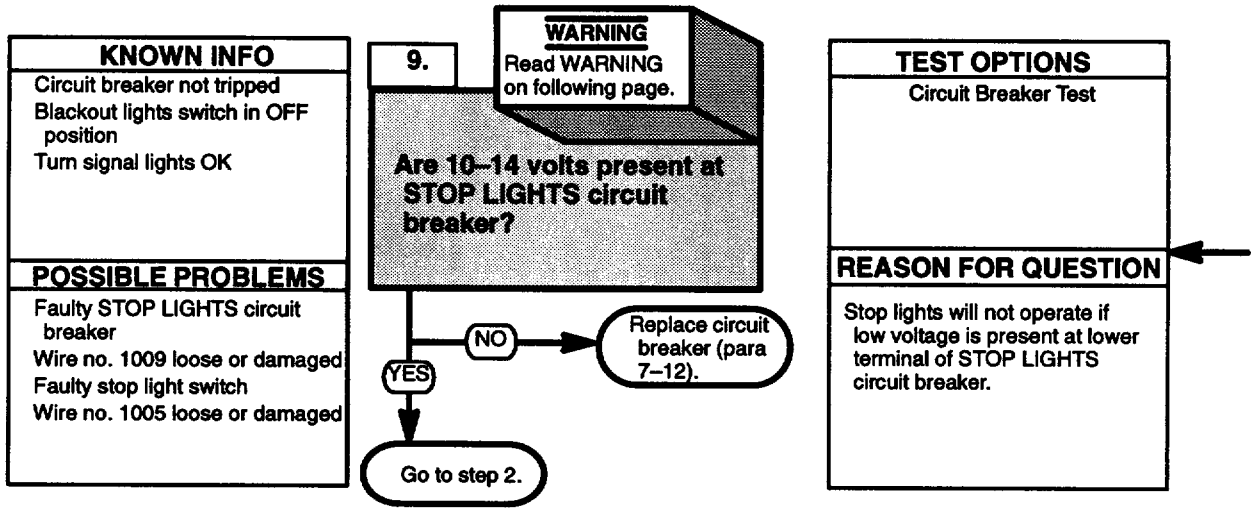 KNOWN INFO
Circuit breaker not tripped
Blackout lights switch in OFF
position
Turn signal lights OK
POSSIBLE PROBLEMS
Faulty STOP LIGHTS circuit
breaker
Wire no. 1009 loose or damaged
Faulty stop light switch
Wire no. 1005 loose or damaged
9.
WARNING
Read WARNING
on following page.
Are 10–14 volts present at
STOP LIGHTS circuit
breaker?
NO
Replace circuit
breaker (para
7–12).
YES
Go to step 2.
TEST OPTIONS
Circuit Breaker Test
REASON FOR QUESTION
Stop lights will not operate if
low voltage is present at lower
terminal of STOP LIGHTS
circuit breaker.